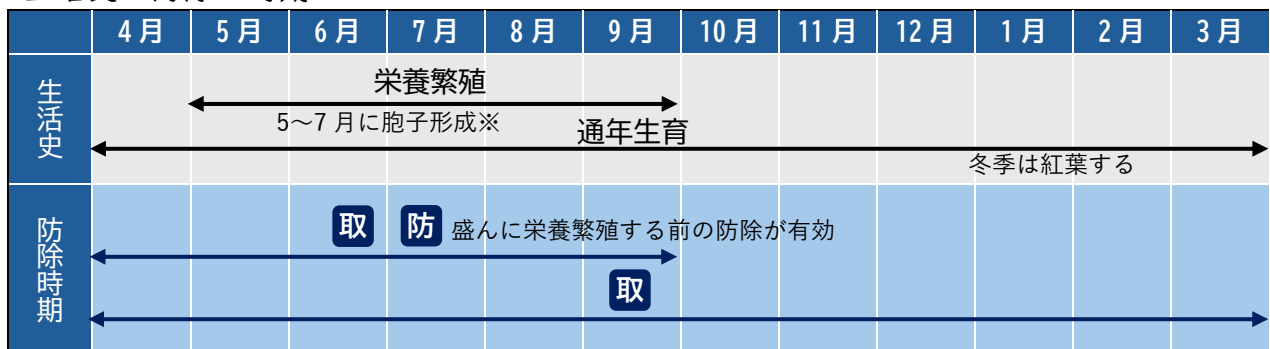 4月 5月 6月 7月 8月 9月 10月 11月 12月 1月 2月 3月
生活史
栄養繁殖
5～7月に胞子形成※
通年生育
冬季は紅葉する
防除時期
取 防 盛んに栄養繁殖する前の防除が有効
取